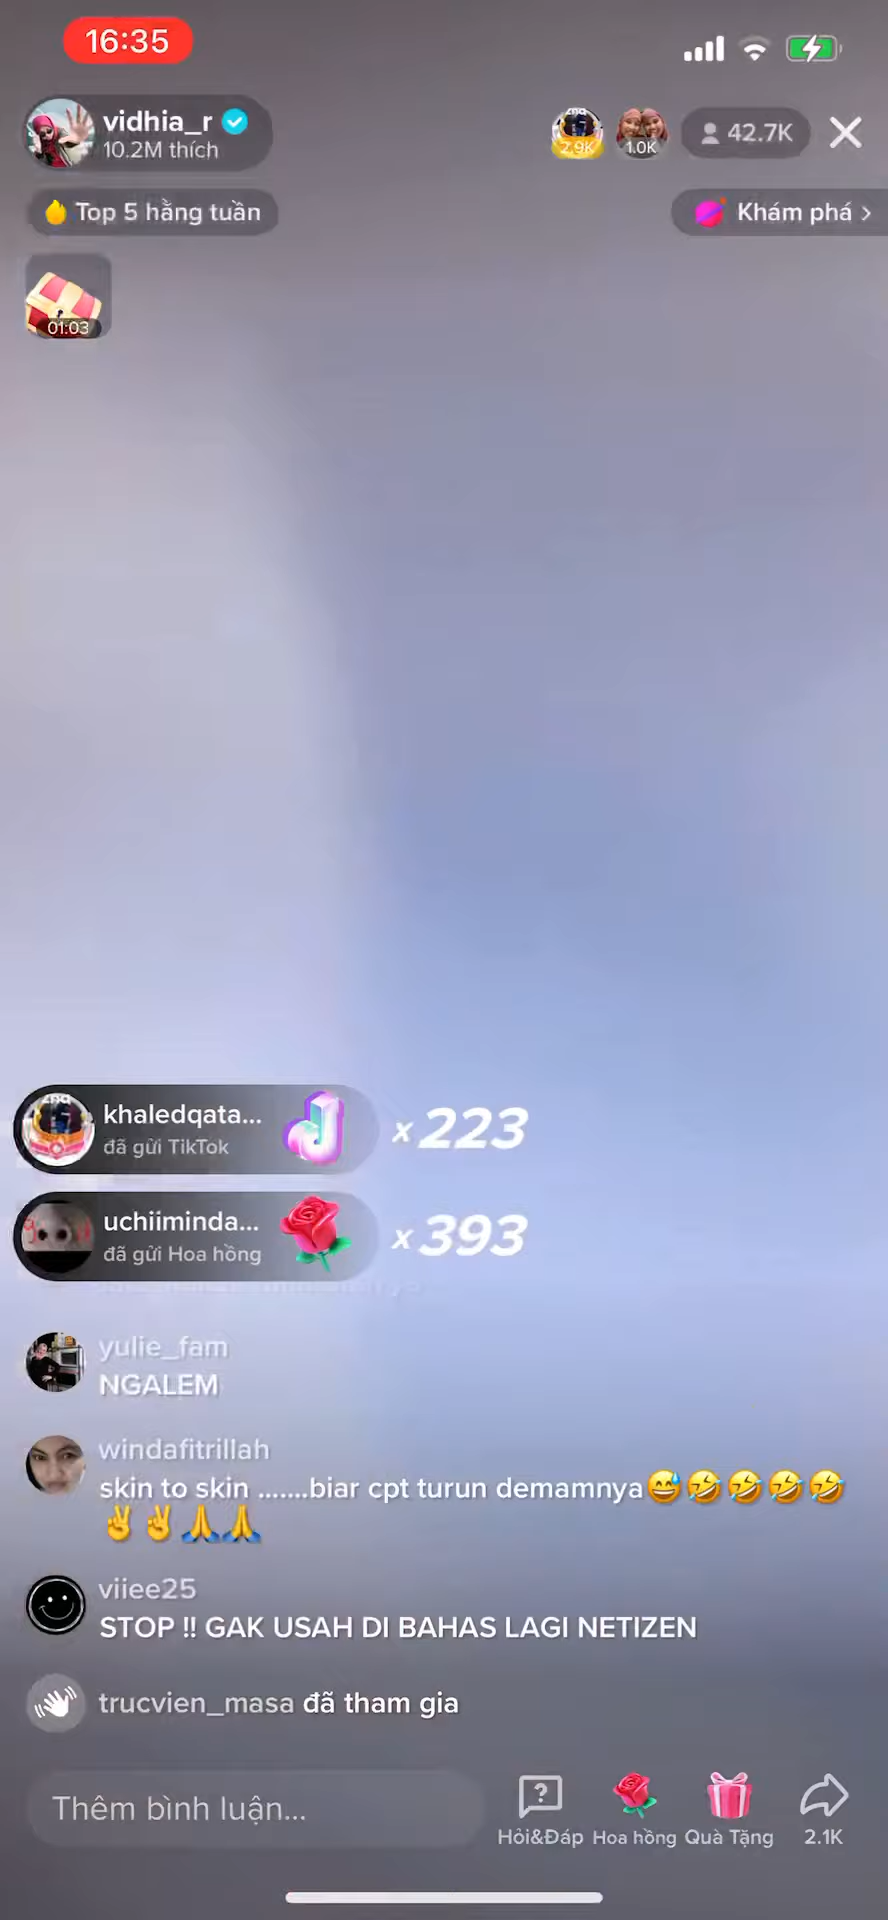 16:35
vidhia_r
10.2M thích
2.9K
1.0K
42.7K
Top 5 hằng tuần
Khám phá >
01:03
khaledqata...
đã gửi TikTok
x 223
uchiiminda...
đã gửi Hoa hồng
x 393
yulie_fam
NGALEM
windafitrillah
skin to skin .......biar cpt turun demamnya😅🤣🤣🤣🤣
✌️✌️🙏🙏
viiee25
STOP !! GAK USAH DI BAHAS LAGI NETIZEN
trucvien_masa đã tham gia
Thêm bình luận...
Hỏi&Đáp
Hoa hồng
Quà Tặng
2.1K